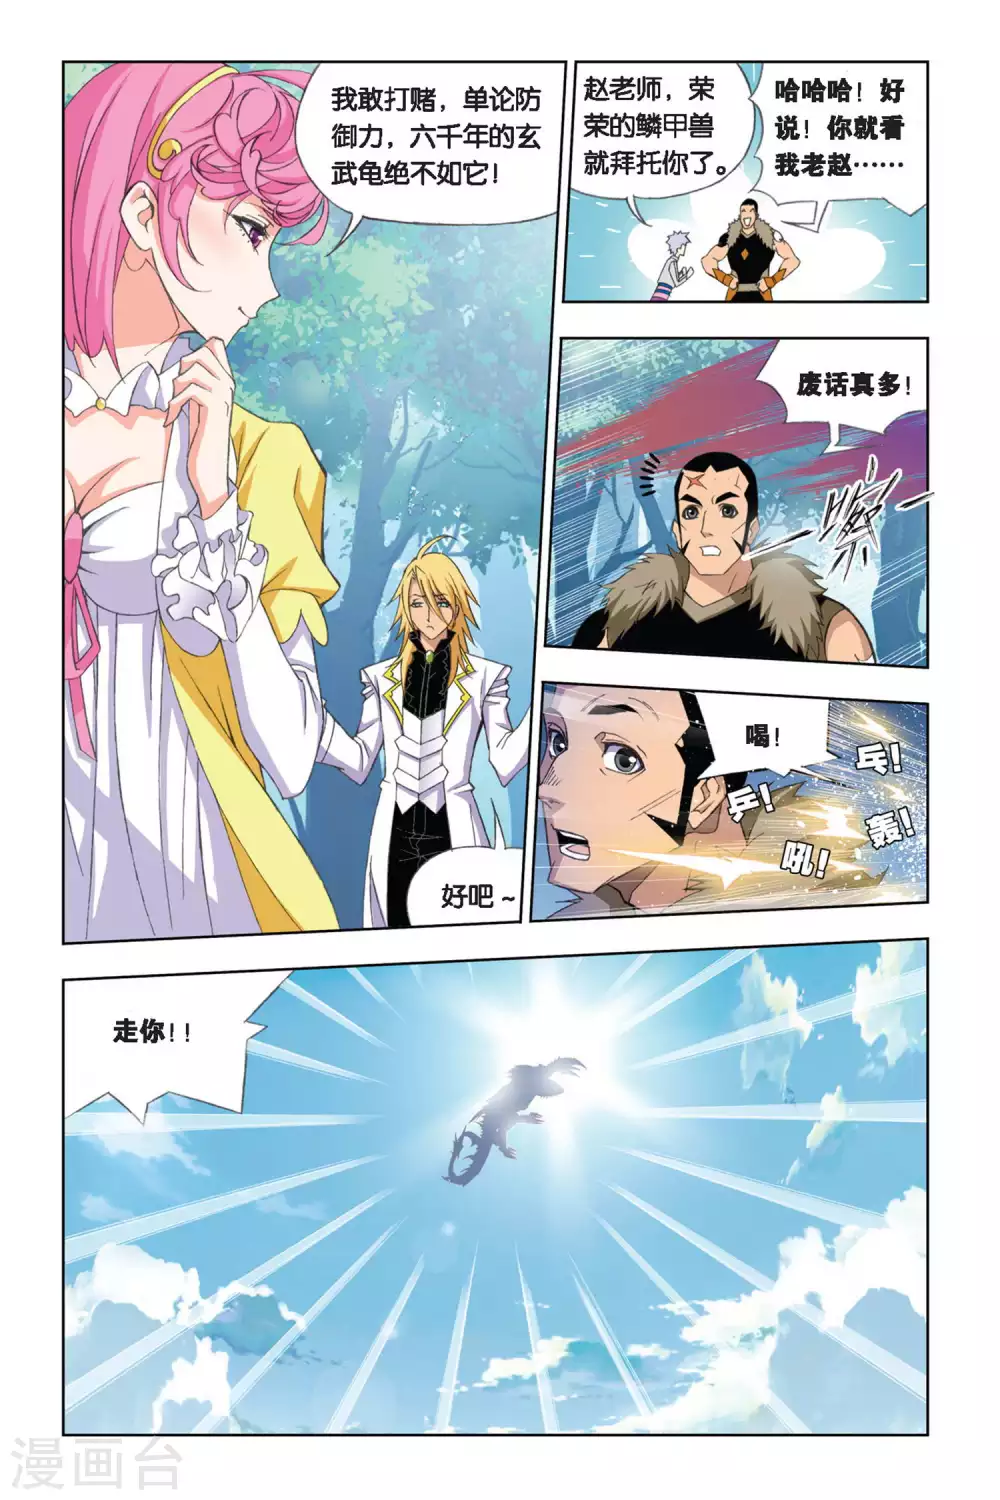 我敢打赌，单论防
御力，六千年的玄
武龟绝不如它！
好吧~
赵老师，荣
荣的鳞甲兽
就拜托你了。
哈哈哈！好
说！你就看
我老赵……
废话真多！
喝！
乓！
乒！
轰！
吼！
走你！！
漫画台